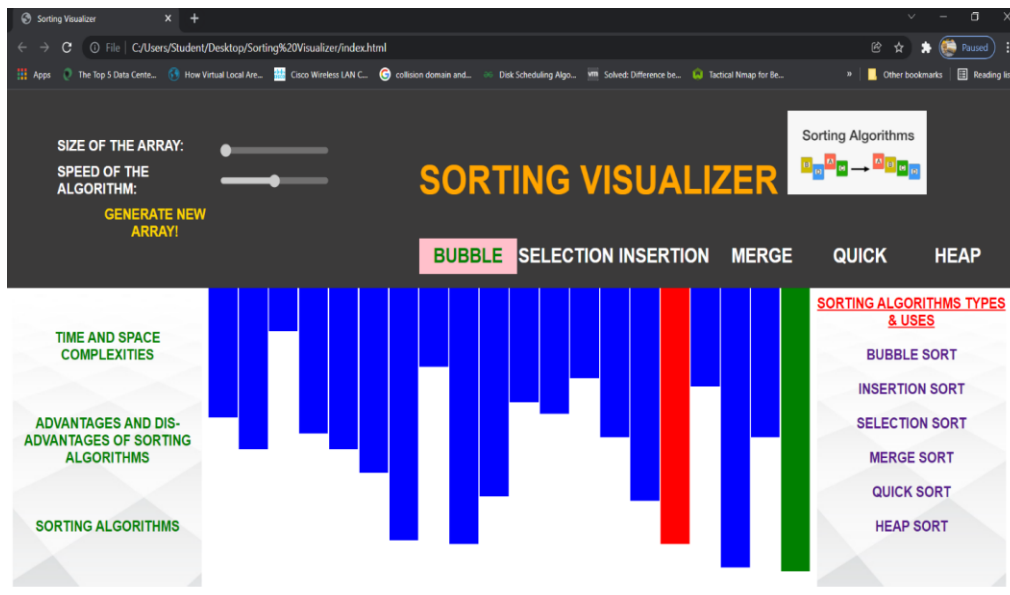 Sorting Visualizer
File
C:/Users/Student/Desktop/Sorting%20Visualizer/index.html
Paused
Apps
The Top 5 Data Cente...
How Virtual Local Are...
Cisco Wireless LAN C...
collision domain and...
Disk Scheduling Algo...
Solved: Difference be...
Tactical Nmap for Be...
»
Other bookmarks
Reading lis
SIZE OF THE ARRAY:
SPEED OF THE
ALGORITHM:
GENERATE NEW
ARRAY!
SORTING VISUALIZER
Sorting Algorithms
BUBBLE SELECTION INSERTION MERGE QUICK HEAP
TIME AND SPACE
COMPLEXITIES
ADVANTAGES AND DIS-
ADVANTAGES OF SORTING
ALGORITHMS
SORTING ALGORITHMS
SORTING ALGORITHMS TYPES
& USES
BUBBLE SORT
INSERTION SORT
SELECTION SORT
MERGE SORT
QUICK SORT
HEAP SORT